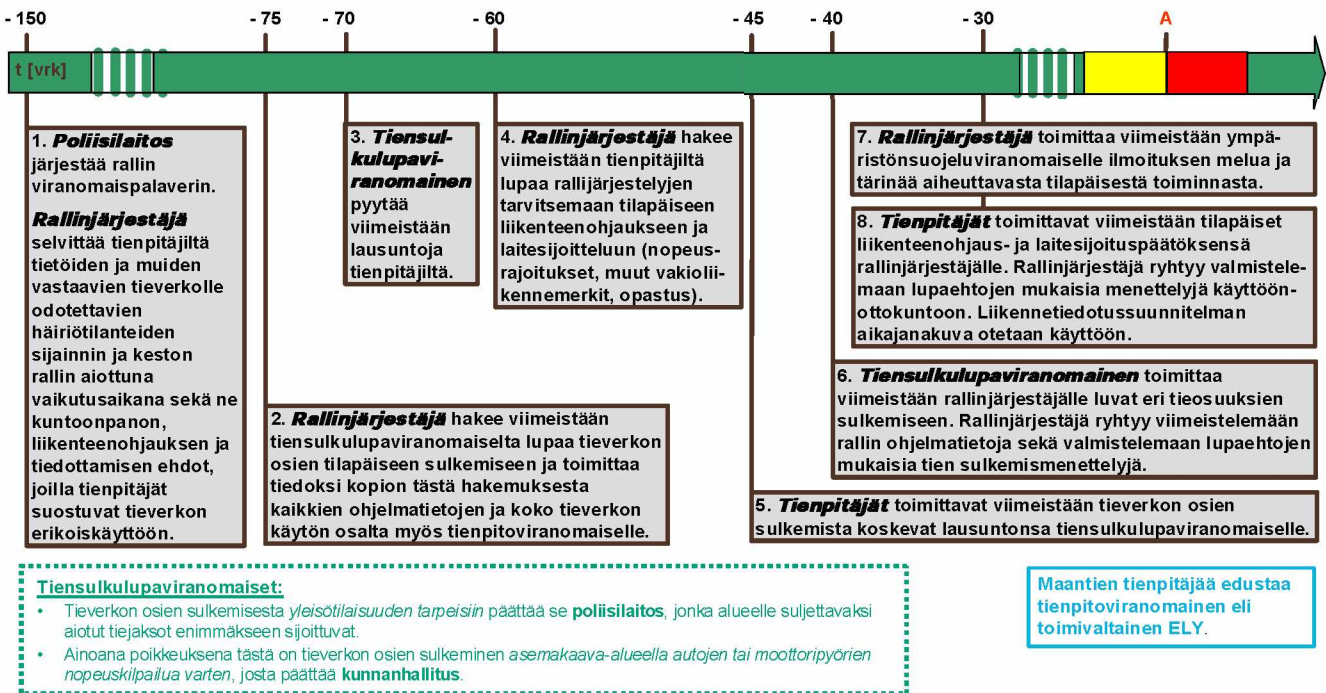 - 150
- 75
- 70
- 60
- 45
- 40
- 30
A
t [vrk]
1. Poliisilaitos
järjestää rallin
viranomaispalaverin.
Rallinjärjestäjä
selvittää tienpitäjiltä
tietöiden ja muiden
vastaavien tieverkolle
odotettavien
häiriötilanteiden
sijainnin ja keston
rallin aiottuna
vaikutusaikana sekä ne
kuntoonpanon,
liikenteenohjauksen ja
tiedottamisen ehdot,
joilla tienpitäjät
suostuvat tieverkon
erikoiskäyttöön.
2. Rallinjärjestäjä hakee viimeistään
tiensulkulupaviranomaiselta lupaa tieverkon
osien tilapäiseen sulkemiseen ja toimittaa
tiedoksi kopion tästä hakemuksesta
kaikkien ohjelmatietojen ja koko tieverkon
käytön osalta myös tienpitoviranomaiselle.
3. Tiensul-
kulupavi-
ranomainen
pyytää
viimeistään
lausuntoja
tienpitäjiltä.
4. Rallinjärjestäjä hakee
viimeistään tienpitäjiltä
lupaa rallijärjestelyjen
tarvitsemaan tilapäiseen
liikenteenohjaukseen ja
laitesijoitteluun (nopeus-
rajoitukset, muut vakiolii-
kennemerkit, opastus).
7. Rallinjärjestäjä toimittaa viimeistään ympä-
ristönsuojeluviranomaiselle ilmoituksen melua ja
tärinää aiheuttavasta tilapäisestä toiminnasta.
8. Tienpitäjät toimittavat viimeistään tilapäiset
liikenteenohjaus- ja laitesijoituspäätöksensä
rallinjärjestäjälle. Rallinjärjestäjä ryhtyy valmistele-
maan lupaehtojen mukaisia menettelyjä käyttöön-
ottokuntoon. Liikennetiedotussuunnitelman
aikajanakuva otetaan käyttöön.
6. Tiensulkulupaviranomainen toimittaa
viimeistään rallinjärjestäjälle luvat eri tieosuuksien
sulkemiseen. Rallinjärjestäjä ryhtyy viimeistelemään
rallin ohjelmatietoja sekä valmistelemaan lupaehtojen
mukaisia tien sulkemismenettelyjä.
5. Tienpitäjät toimittavat viimeistään tieverkon osien
sulkemista koskevat lausuntonsa tiensulkulupaviranomaiselle.
Tiensulkulupaviranomaiset:
• Tieverkon osien sulkemisesta yleisötilaisuuden tarpeisiin päättää se poliisilaitos, jonka alueelle suljettavaksi
aiotut tiejaksot enimmäkseen sijoittuvat.
• Ainoana poikkeuksena tästä on tieverkon osien sulkeminen asemakaava-alueella autojen tai moottoripyörien
nopeuskilpailua varten, josta päättää kunnanhallitus.
Maantien tienpitäjää edustaa
tienpitoviranomainen eli
toimivaltainen ELY.